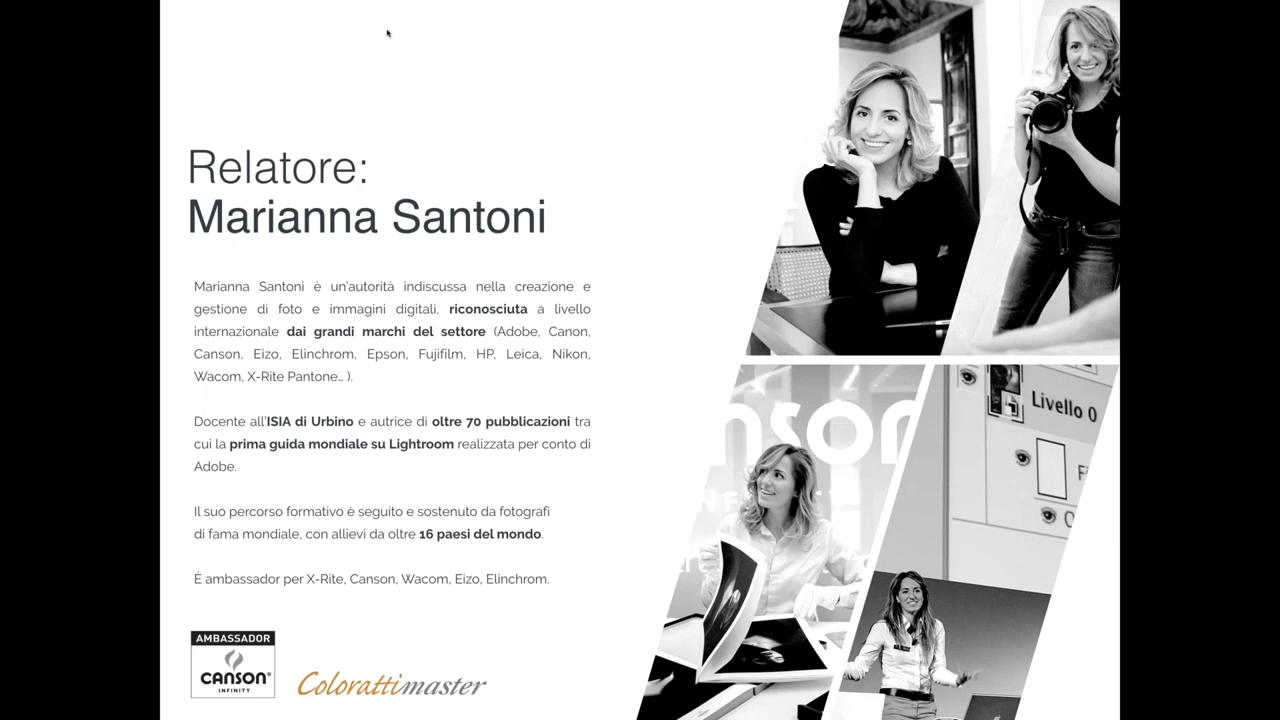 Relatore:
Marianna Santoni
Marianna Santoni è un'autorità indiscussa nella creazione e
gestione di foto e immagini digitali, riconosciuta a livello
internazionale dai grandi marchi del settore (Adobe, Canon,
Canson, Eizo, Elinchrom, Epson, Fujifilm, HP, Leica, Nikon,
Wacom, X-Rite Pantone... ).
Docente all'ISIA di Urbino e autrice di oltre 70 pubblicazioni tra
cui la prima guida mondiale su Lightroom realizzata per conto di
Adobe.
Il suo percorso formativo è seguito e sostenuto da fotografi
di fama mondiale, con allievi da oltre 16 paesi del mondo.
È ambassador per X-Rite, Canson, Wacom, Eizo, Elinchrom.
AMBASSADOR
CANSON
INFINITY
Colorattimaster
nson
Livello 0